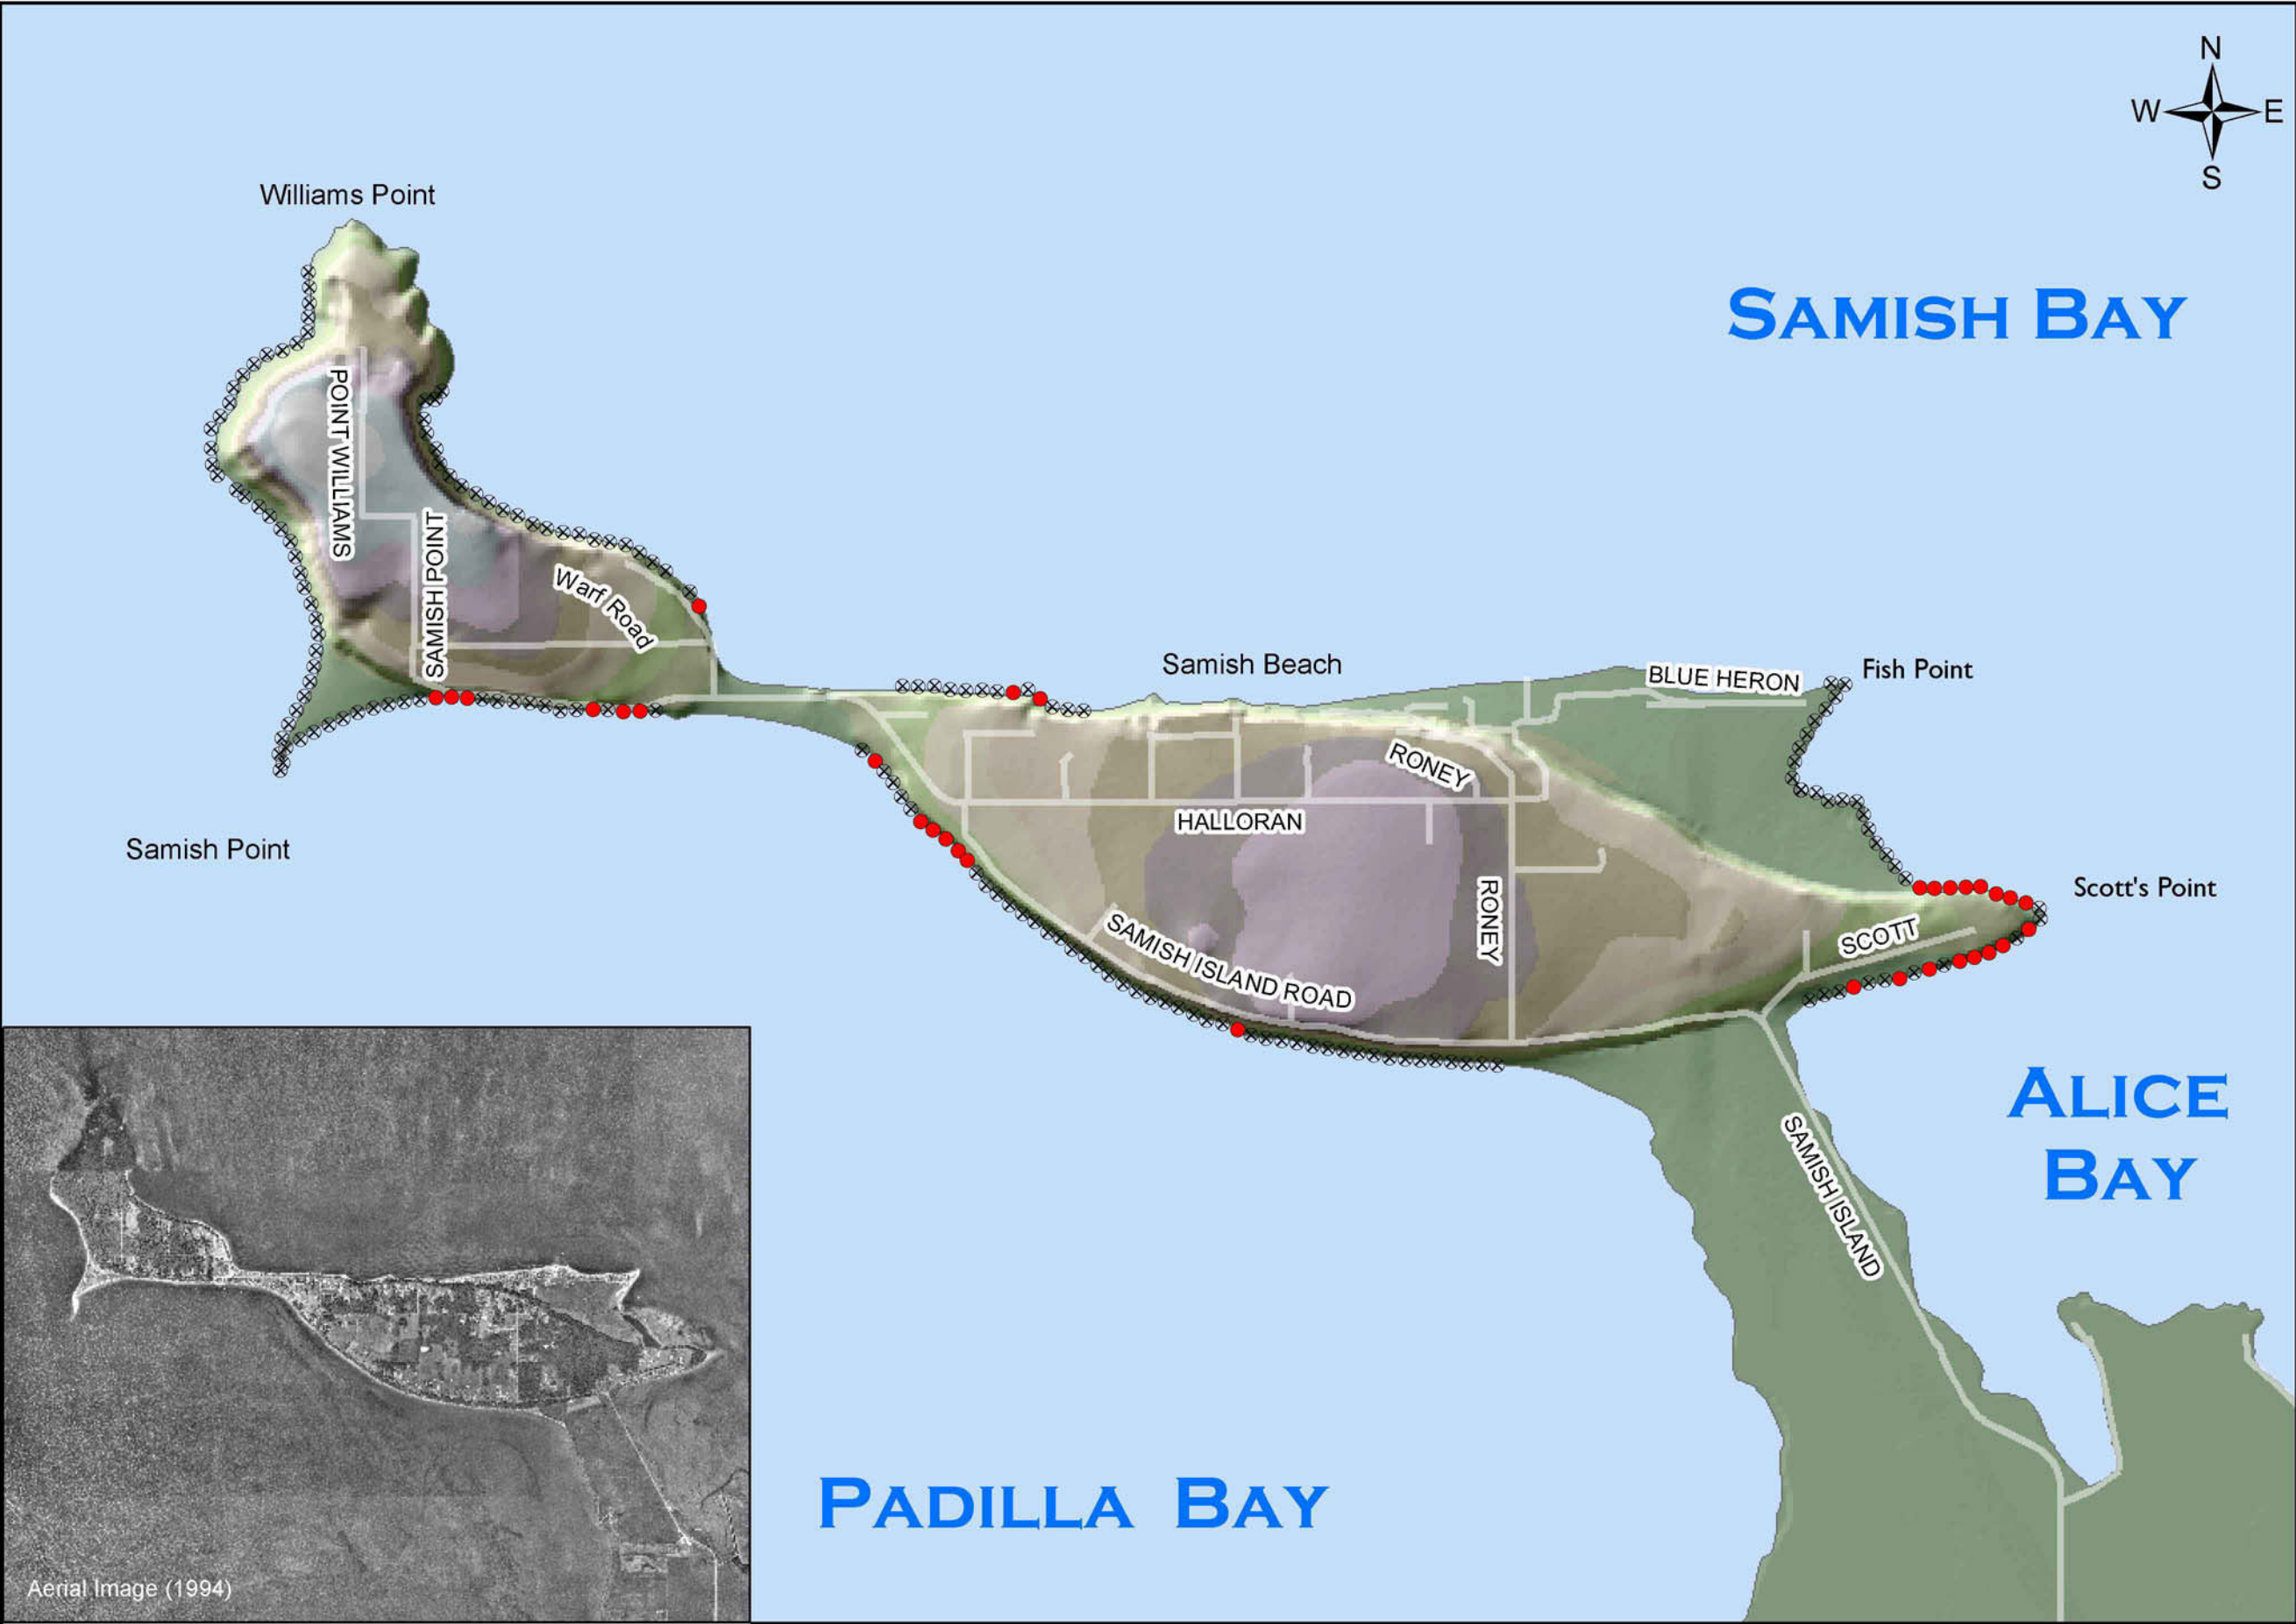 N
W E
S
Williams Point
SAMISH BAY
POINT WILLIAMS
SAMISH POINT
Warf Road
Samish Beach
BLUE HERON
Fish Point
RONEY
HALLORAN
Samish Point
RONEY
Scott's Point
SCOTT
SAMISH ISLAND ROAD
ALICE
BAY
SAMISH ISLAND
PADILLA BAY
Aerial Image (1994)